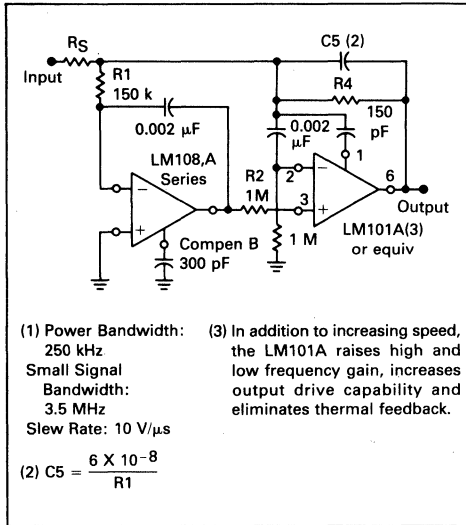 C5 (2)
RS
Input
R1
150 k
R4
0.002 μF
0.002
μF
150
pF
LM108,A
Series
R2
1M
1
2
3
6
Output
−
+
−
+
Compen B
300 pF
1 M
LM101A(3)
or equiv
(1) Power Bandwidth:
250 kHz
Small Signal
Bandwidth:
3.5 MHz
Slew Rate: 10 V/μs
(2) C5 = 6 X 10−8
R1
(3) In addition to increasing speed,
the LM101A raises high and
low frequency gain, increases
output drive capability and
eliminates thermal feedback.